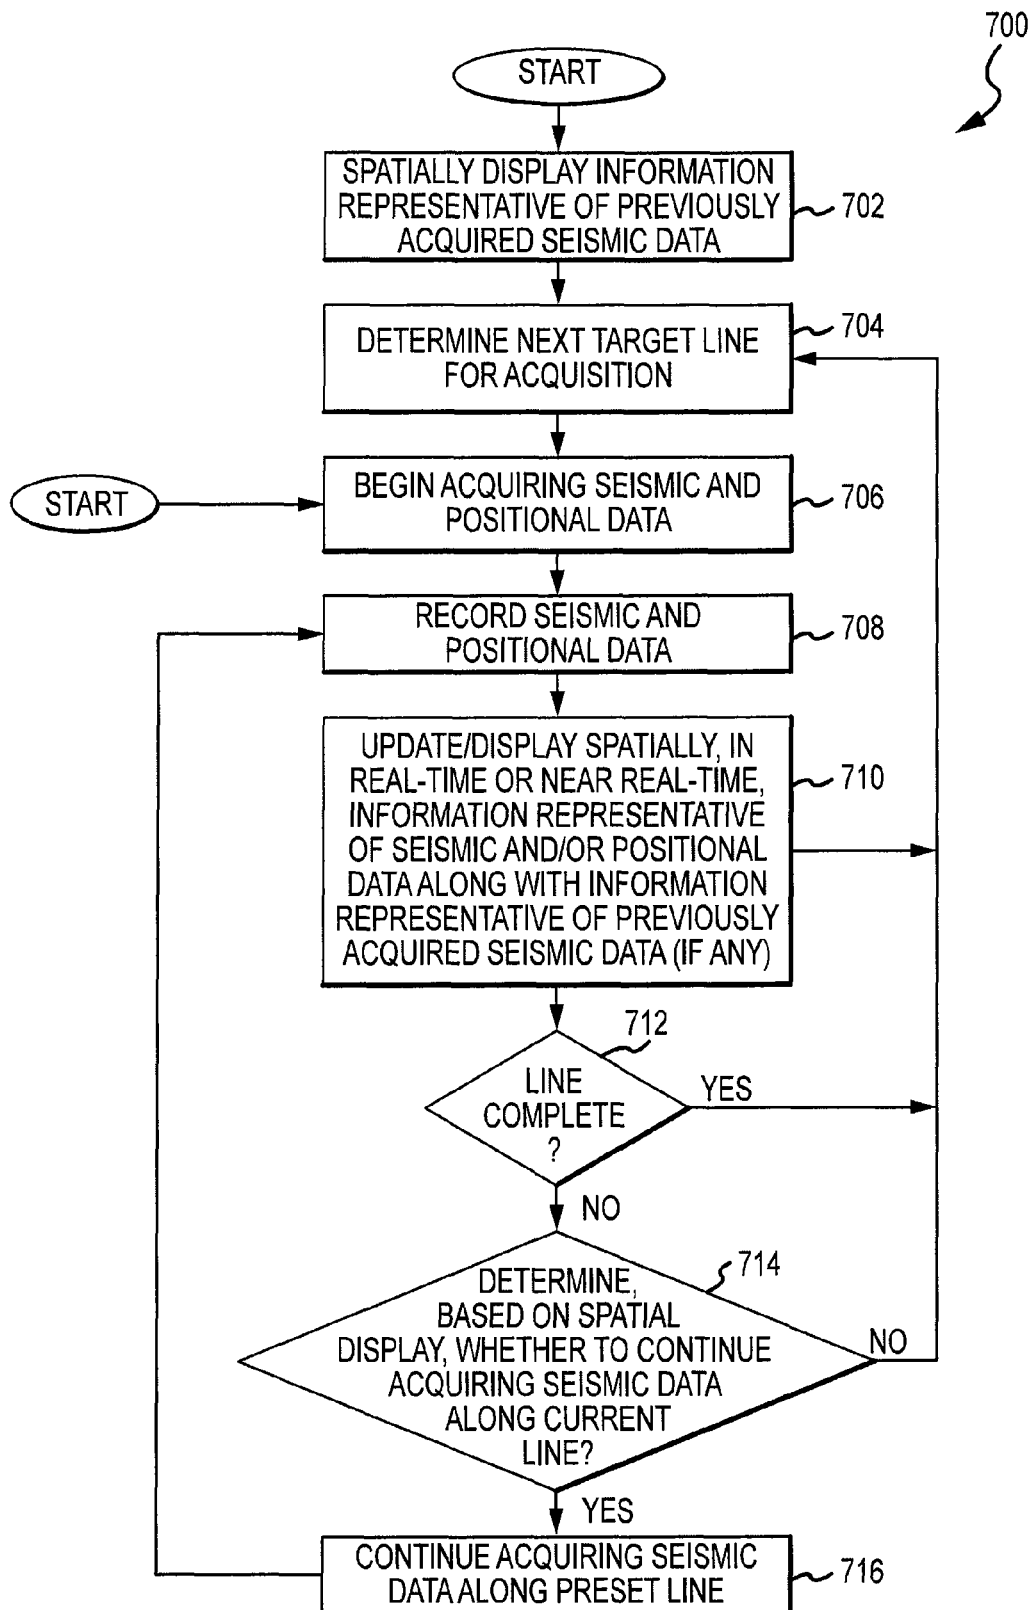 700
START
SPATIALLY DISPLAY INFORMATION
REPRESENTATIVE OF PREVIOUSLY
ACQUIRED SEISMIC DATA
702
DETERMINE NEXT TARGET LINE
FOR ACQUISITION
704
START
BEGIN ACQUIRING SEISMIC AND
POSITIONAL DATA
706
RECORD SEISMIC AND
POSITIONAL DATA
708
UPDATE/DISPLAY SPATIALLY, IN
REAL-TIME OR NEAR REAL-TIME,
INFORMATION REPRESENTATIVE
OF SEISMIC AND/OR POSITIONAL
DATA ALONG WITH INFORMATION
REPRESENTATIVE OF PREVIOUSLY
ACQUIRED SEISMIC DATA (IF ANY)
710
712
LINE
COMPLETE
?
YES
NO
714
DETERMINE,
BASED ON SPATIAL
DISPLAY, WHETHER TO CONTINUE
ACQUIRING SEISMIC DATA
ALONG CURRENT
LINE?
NO
YES
CONTINUE ACQUIRING SEISMIC
DATA ALONG PRESET LINE
716